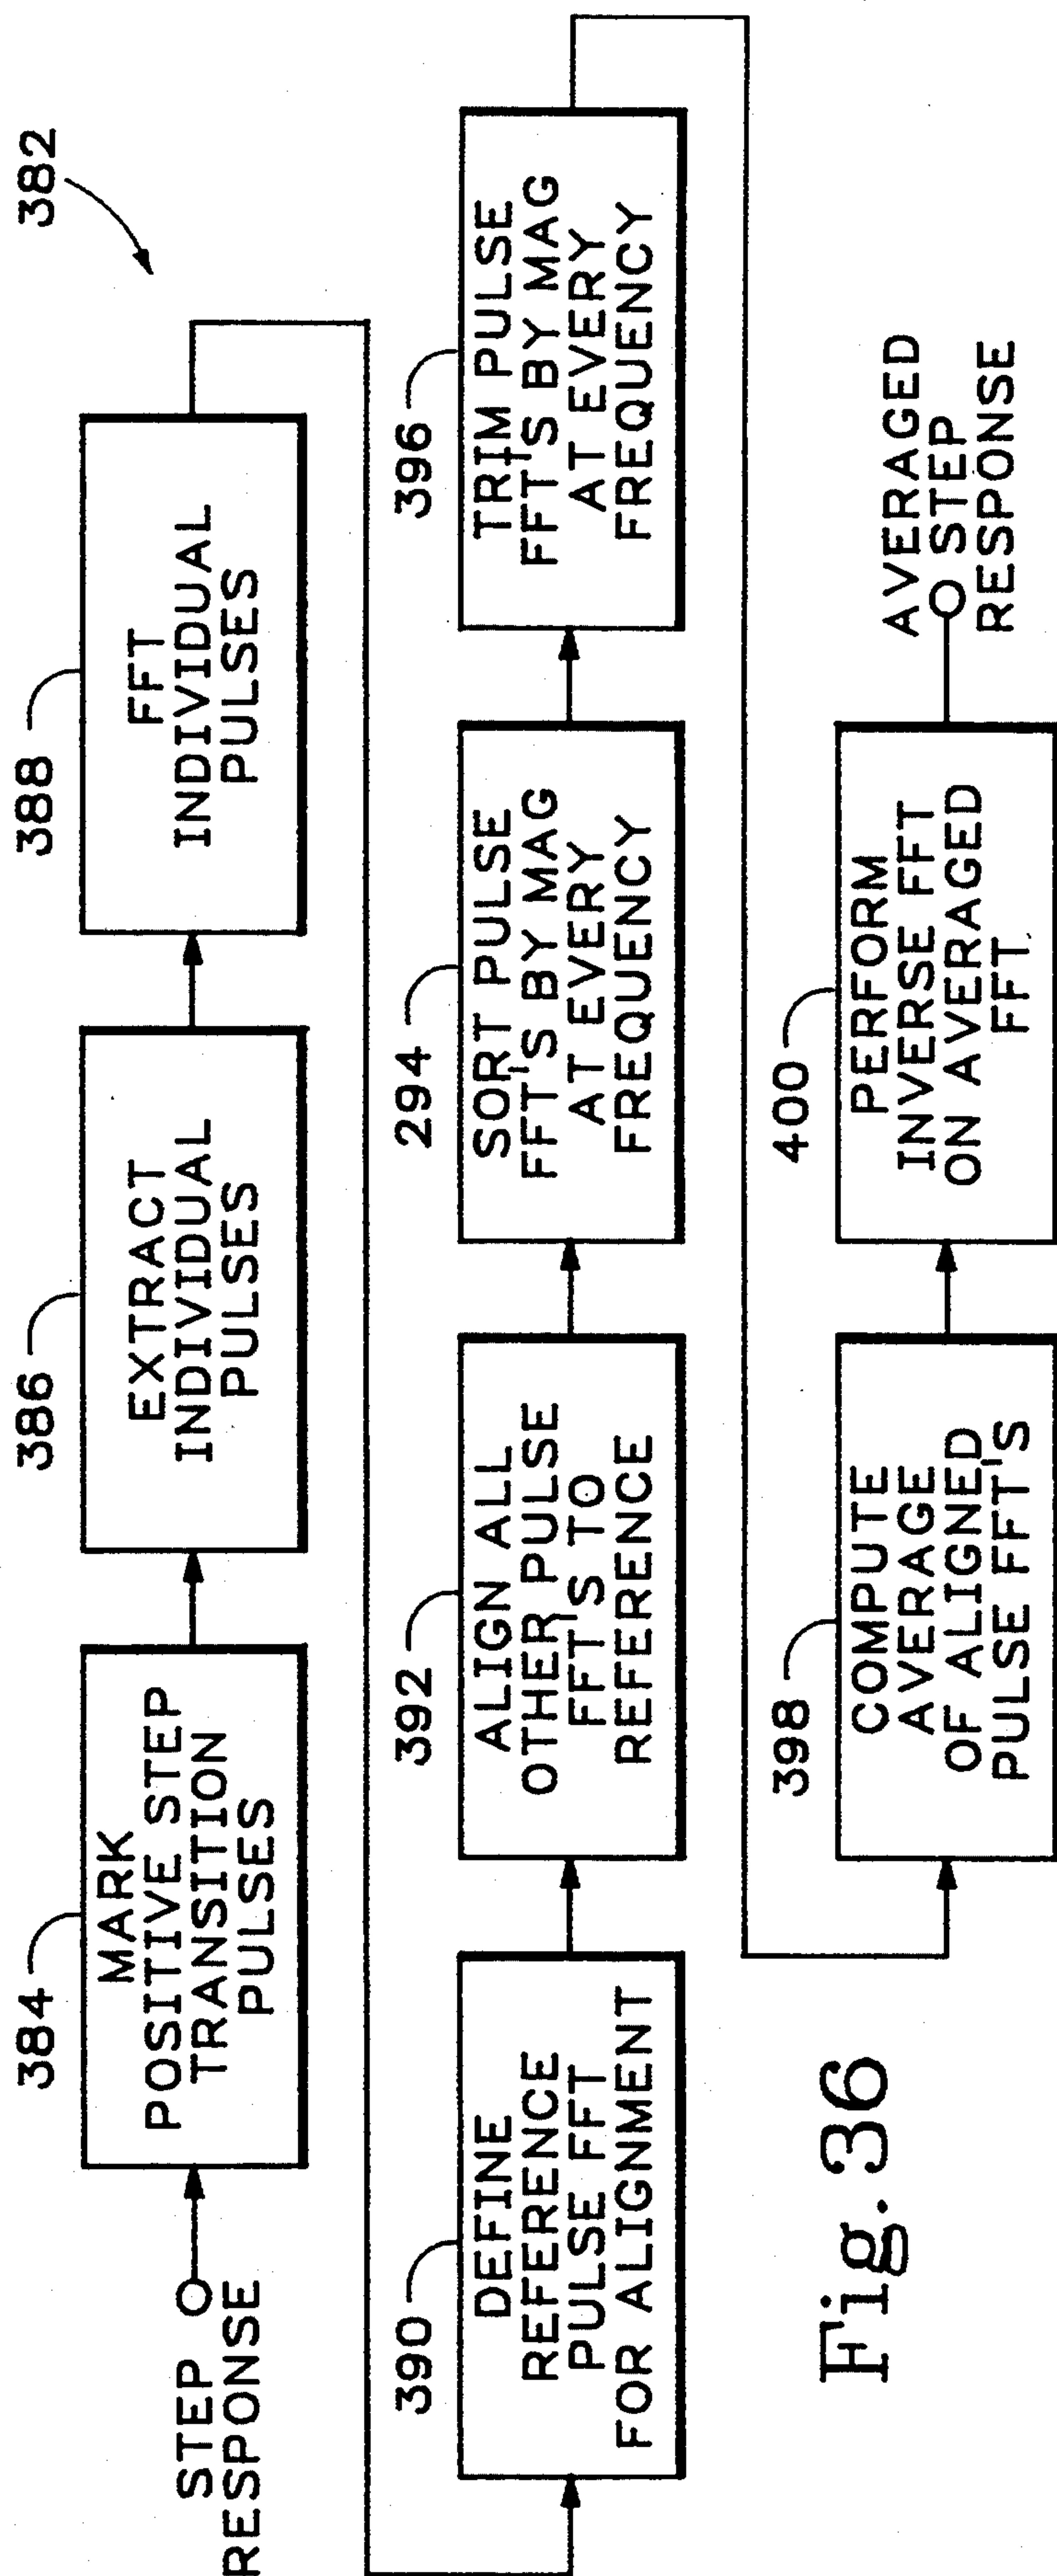 382
384
MARK
POSITIVE STEP
TRANSITION
PULSES
386
EXTRACT
INDIVIDUAL
PULSES
388
FFT
INDIVIDUAL
PULSES
STEP
RESPONSE
390
DEFINE
REFERENCE
PULSE FFT
FOR ALIGNMENT
392
ALIGN ALL
OTHER PULSE
FFT'S TO
REFERENCE
294
SORT PULSE
FFT'S BY MAG
AT EVERY
FREQUENCY
396
TRIM PULSE
FFT'S BY MAG
AT EVERY
FREQUENCY
398
COMPUTE
AVERAGE
OF ALIGNED
PULSE FFT'S
400
PERFORM
INVERSE FFT
ON AVERAGED
FFT
AVERAGED
STEP
RESPONSE
Fig. 36